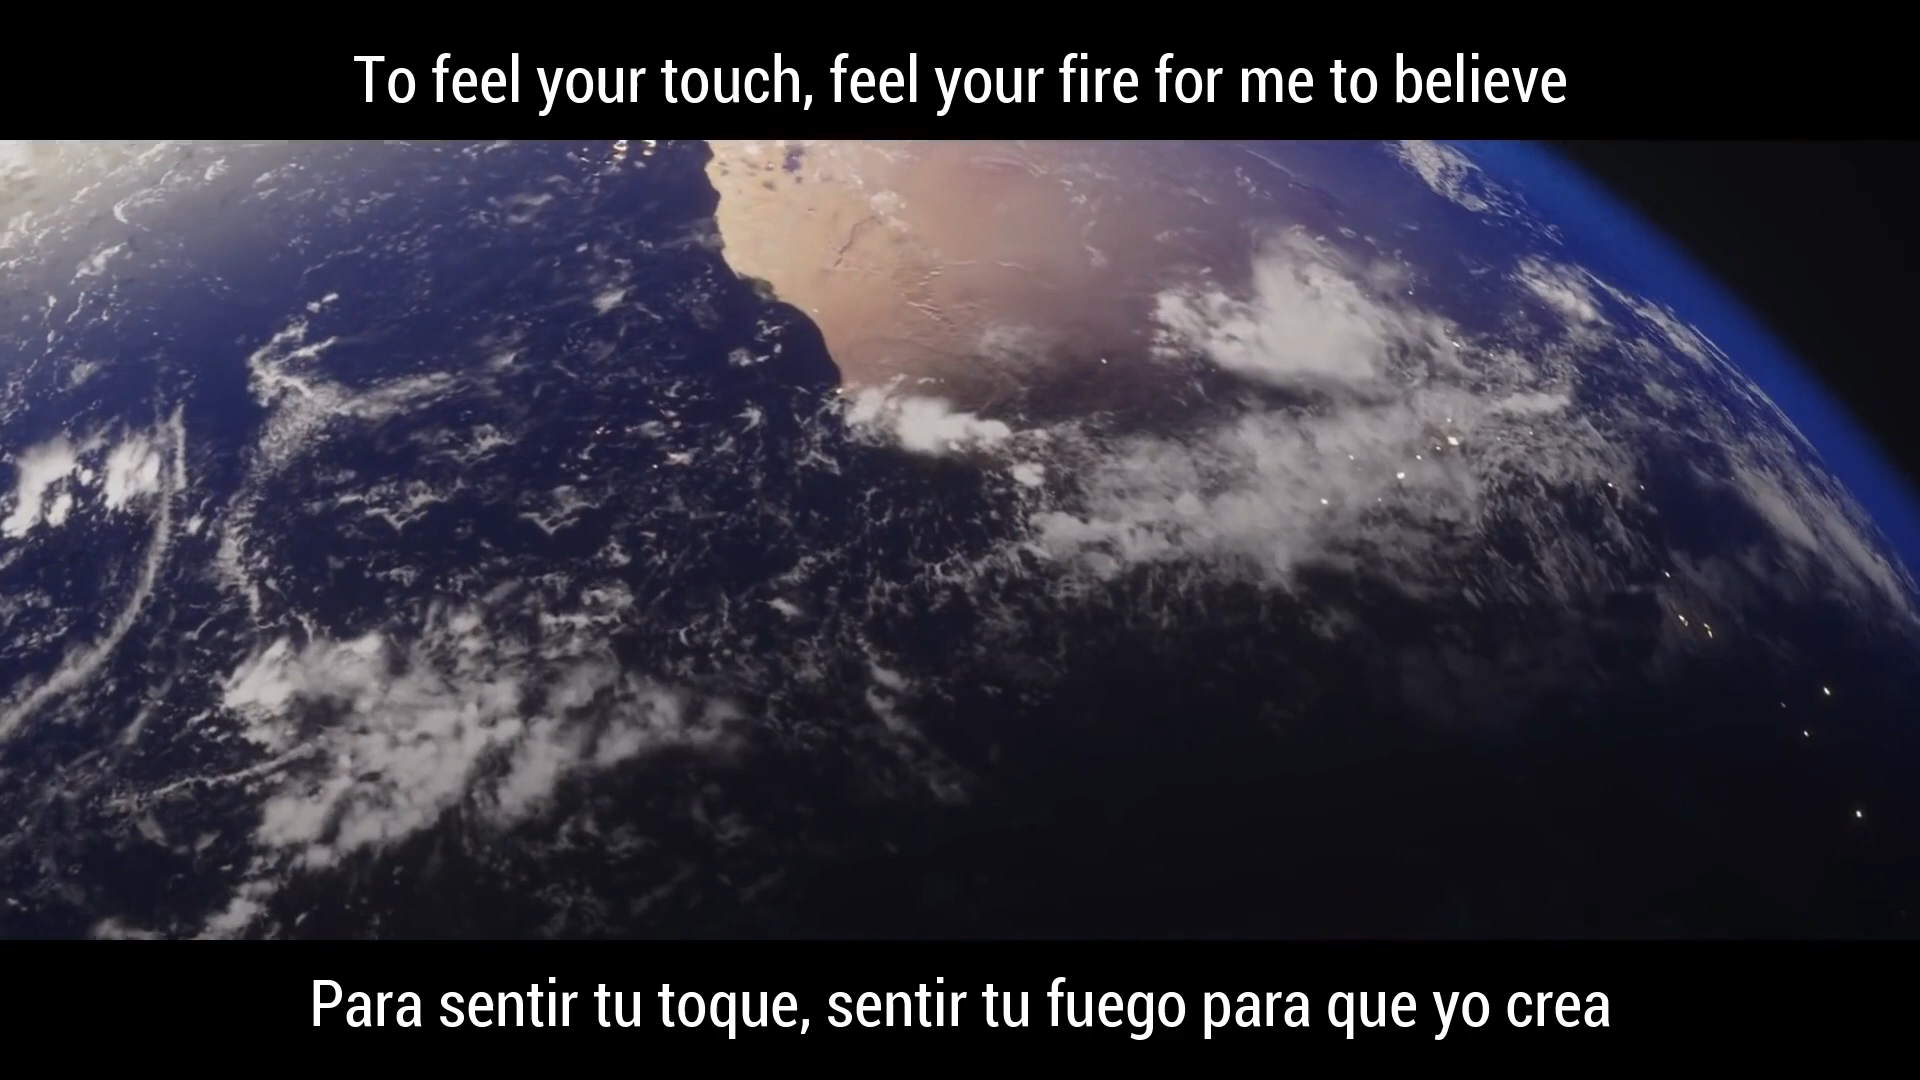 To feel your touch, feel your fire for me to believe
Para sentir tu toque, sentir tu fuego para que yo crea